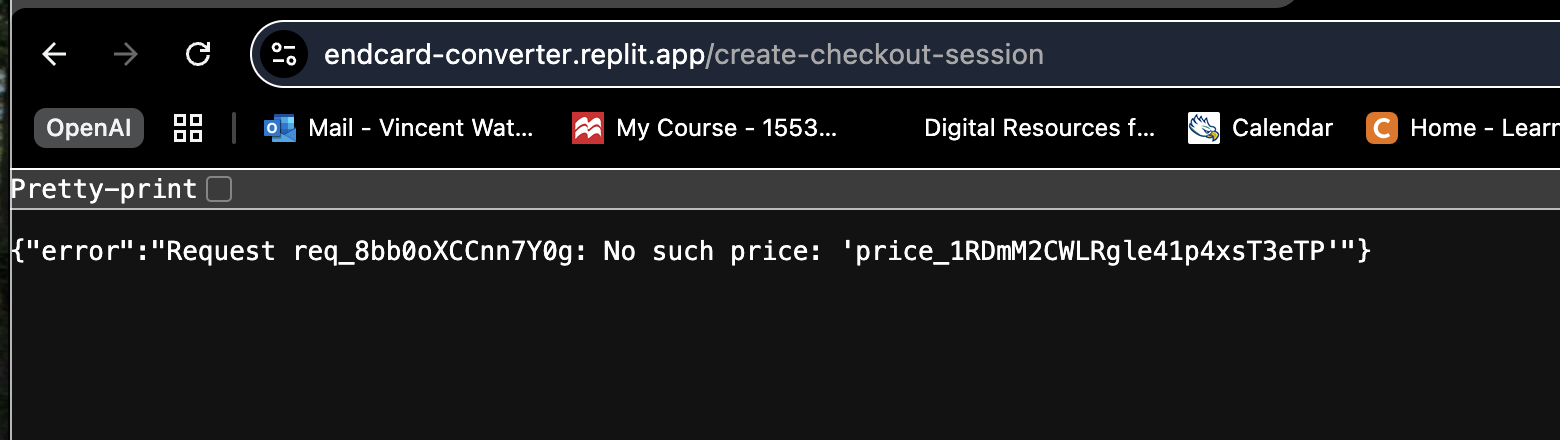 endcard-converter.replit.app/create-checkout-session
OpenAI Mail - Vincent Wat... My Course - 1553... Digital Resources f... Calendar C Home - Learn
Pretty-print
{"error":"Request req_8bb0oXCCnn7Y0g: No such price: 'price_1RDmM2CWLRgle41p4xsT3eTP'"}